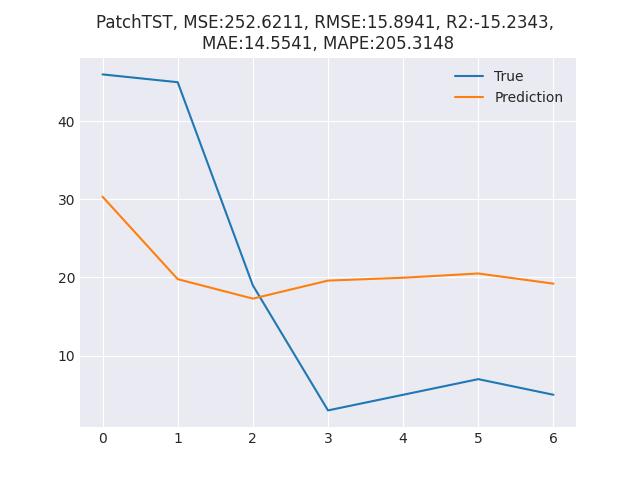 PatchTST, MSE:252.6211, RMSE:15.8941, R2:-15.2343,
MAE:14.5541, MAPE:205.3148
True
Prediction
40
30
20
10
0 1 2 3 4 5 6